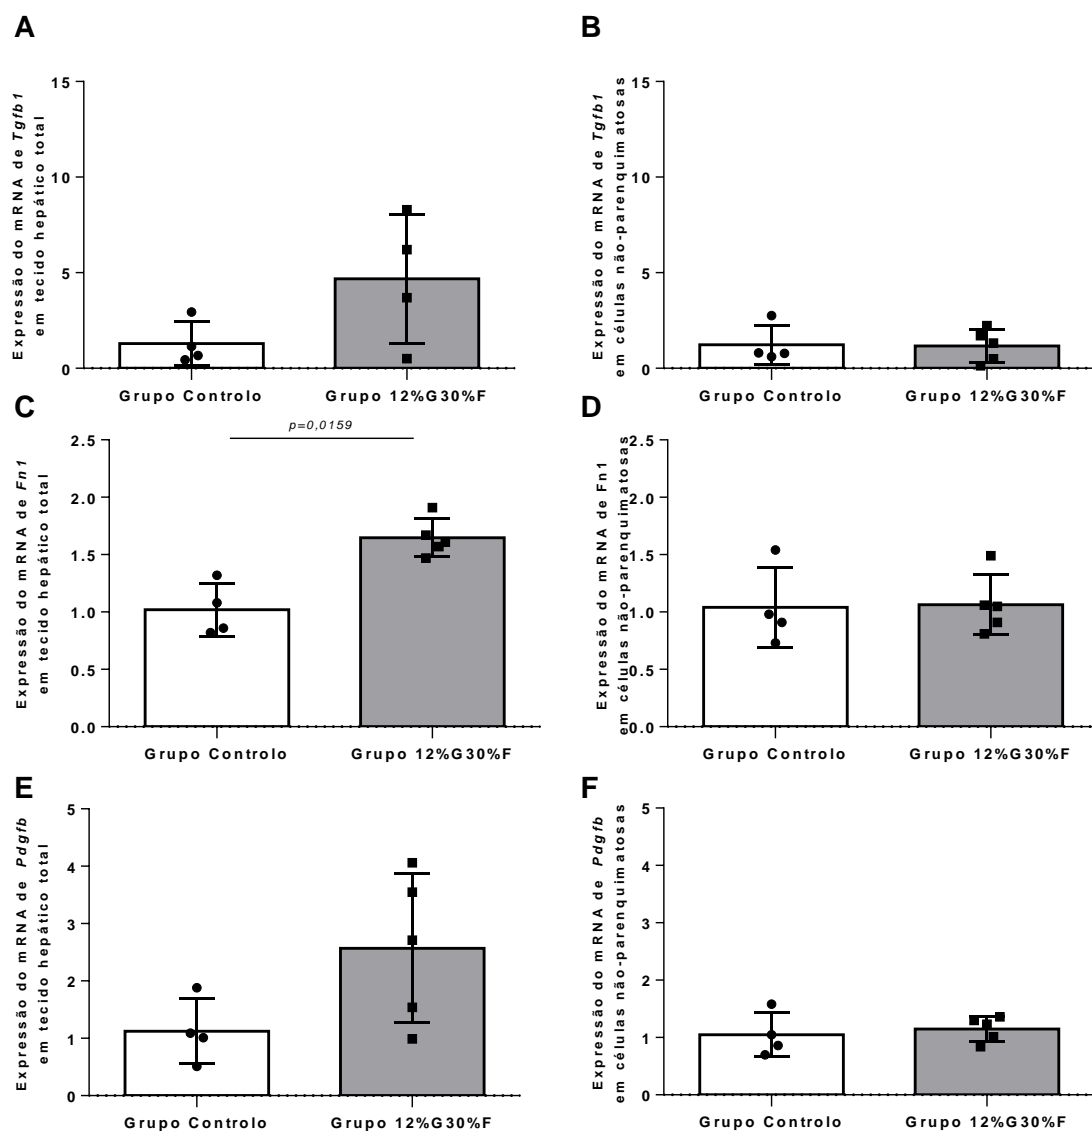 A
Expressão do mRNA de Tgfb1
em tecido hepático total
15
10
5
0
Grupo Controlo
Grupo 12%G30%F
B
Expressão do mRNA de Tgfb1
em células não-parenquimatosas
15
10
5
0
Grupo Controlo
Grupo 12%G30%F
C
Expressão do mRNA de Fn1
em tecido hepático total
p=0,0159
2.5
2.0
1.5
1.0
0.5
0.0
Grupo Controlo
Grupo 12%G30%F
D
Expressão do mRNA de Fn1
em células não-parenquimatosas
2.5
2.0
1.5
1.0
0.5
0.0
Grupo Controlo
Grupo 12%G30%F
E
Expressão do mRNA de Pdgfb
em tecido hepático total
5
4
3
2
1
0
Grupo Controlo
Grupo 12%G30%F
F
Expressão do mRNA de Pdgfb
em células não-parenquimatosas
5
4
3
2
1
0
Grupo Controlo
Grupo 12%G30%F